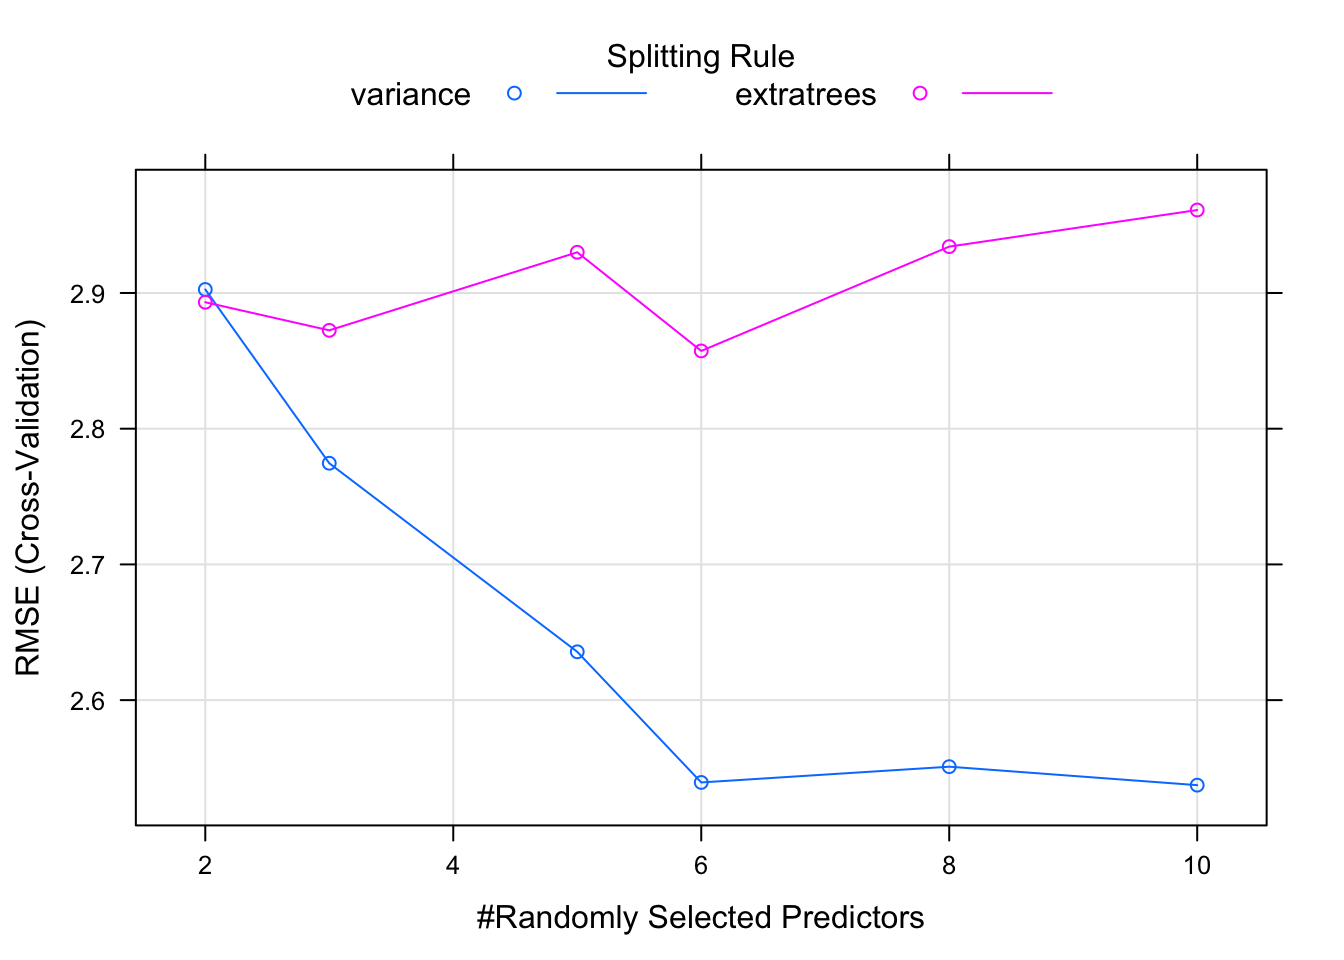 Splitting Rule
variance extratrees
2.9
2.8
2.7
2.6
RMSE (Cross-Validation)
2 4 6 8 10
#Randomly Selected Predictors